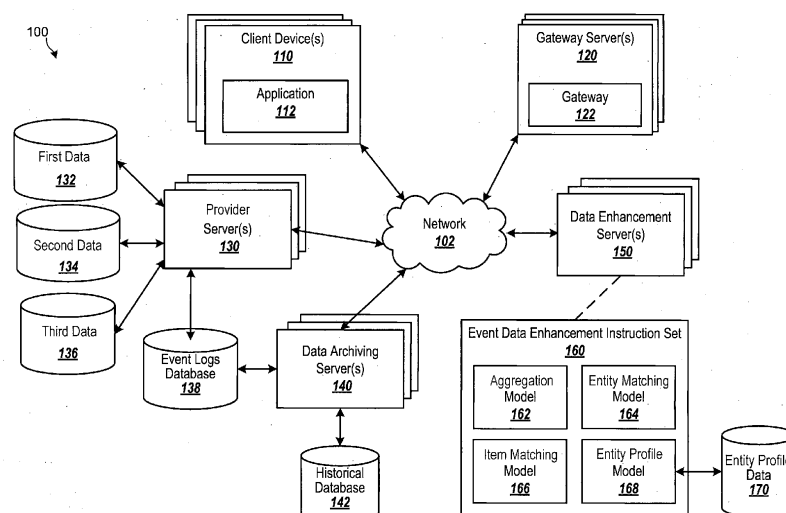 100
Client Device(s)
110
Application
112
Gateway Server(s)
120
Gateway
122
First Data
132
Second Data
134
Third Data
136
Provider
Server(s)
130
Network
102
Data Enhancement
Server(s)
150
Event Logs
Database
138
Data Archiving
Server(s)
140
Historical
Database
142
Event Data Enhancement Instruction Set
160
Aggregation
Model
162
Entity Matching
Model
164
Item Matching
Model
166
Entity Profile
Model
168
Entity Profile
Data
170